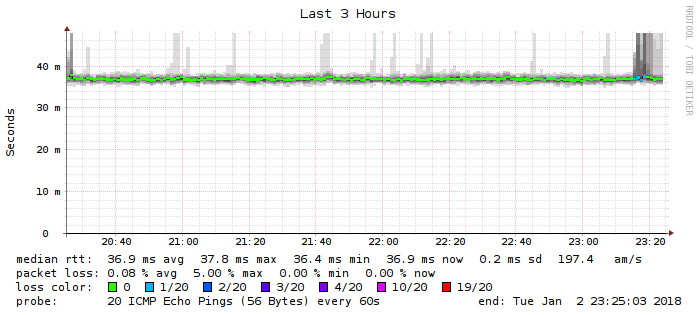 Last 3 Hours
RRDTOOL / TOBI OETIKER
Seconds
40 m
30 m
20 m
10 m
0
20:40 21:00 21:20 21:40 22:00 22:20 22:40 23:00 23:20
median rtt: 36.9 ms avg 37.8 ms max 36.4 ms min 36.9 ms now 0.2 ms sd 197.4 am/s
packet loss: 0.08 % avg 5.00 % max 0.00 % min 0.00 % now
loss color: 0 1/20 2/20 3/20 4/20 10/20 19/20
probe: 20 ICMP Echo Pings (56 Bytes) every 60s end: Tue Jan 2 23:25:03 2018